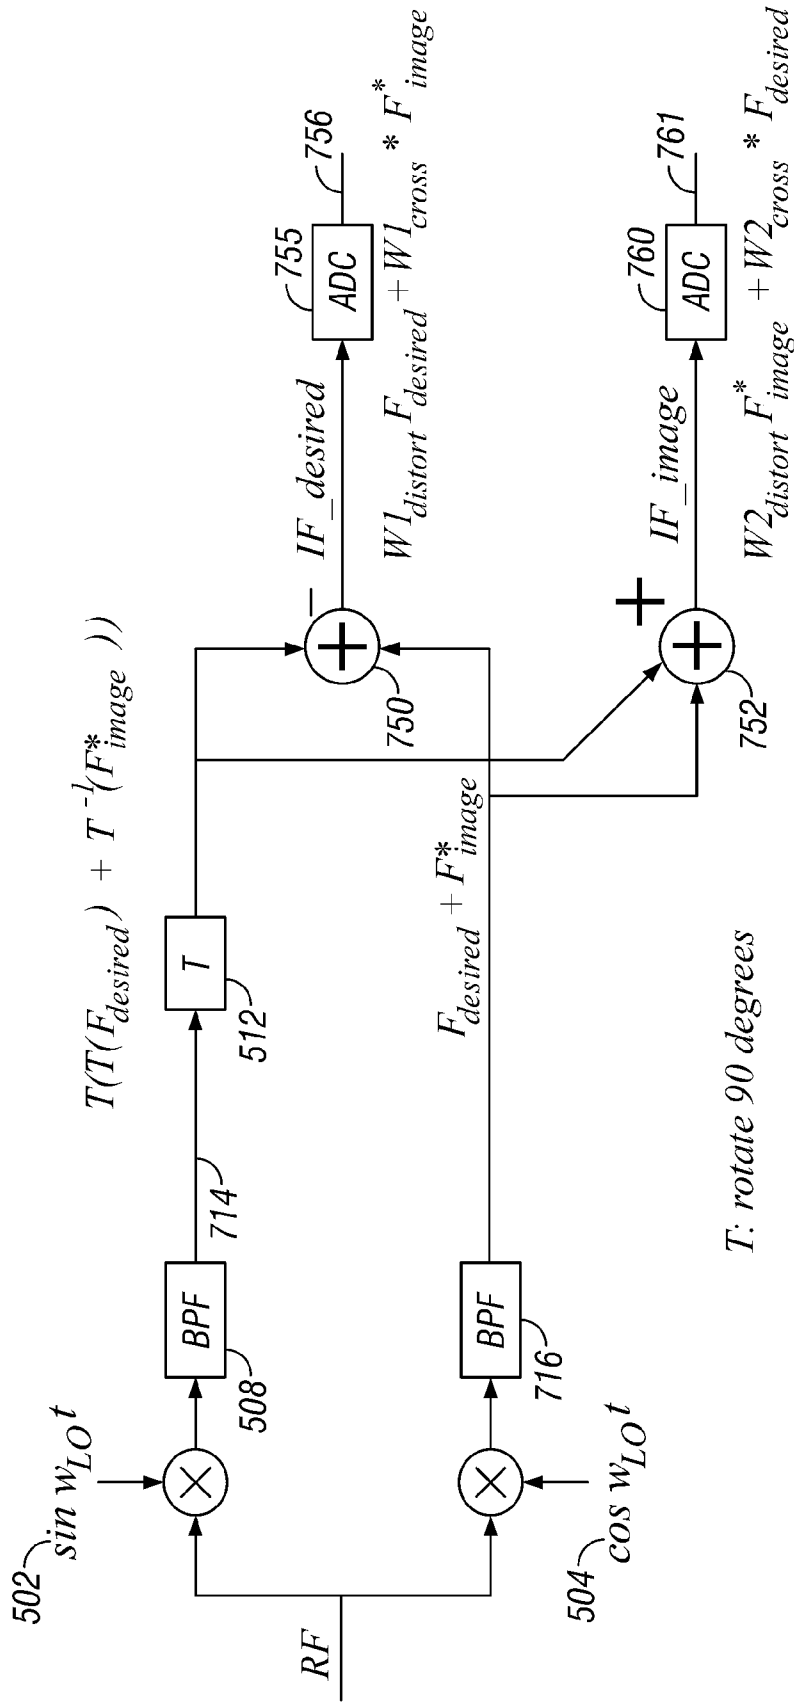 502
sin w_LO t
BPF
508
714
T(T(F_desired) + T^-1(F*_image ))
T
512
RF
504
cos w_LO t
BPF
716
F_desired + F*_image
-
+
750
IF_desired
755
ADC
756
W1_distort F_desired + W1_cross * F*_image
+
+
752
IF_image
760
ADC
761
W2_distort F*_image + W2_cross * F_desired
T: rotate 90 degrees